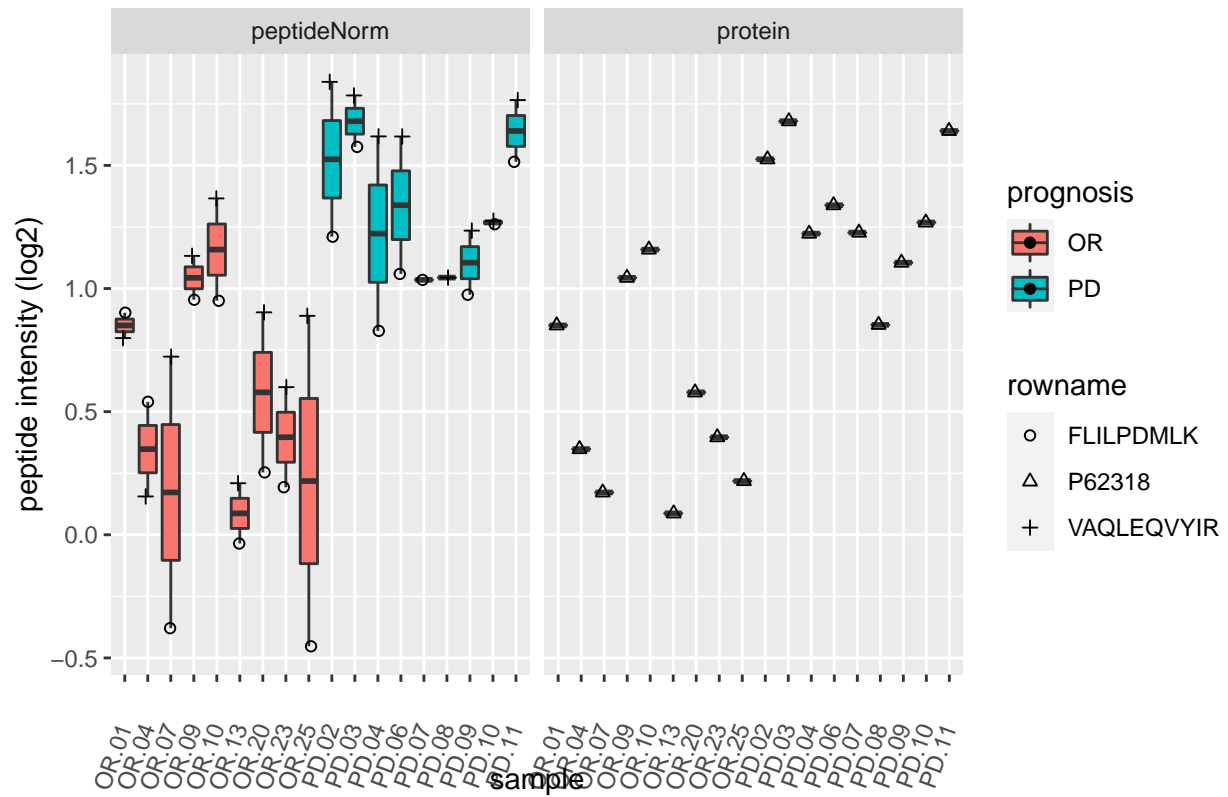 peptideNorm
protein
peptide intensity (log2)
1.5
1.0
0.5
0.0
−0.5
OR.01
OR.04
OR.07
OR.09
OR.10
OR.13
OR.20
OR.23
OR.25
PD.02
PD.03
PD.04
PD.06
PD.07
PD.08
PD.09
PD.10
PD.11
OR.01
OR.04
OR.07
OR.09
OR.10
OR.13
OR.20
OR.23
OR.25
PD.02
PD.03
PD.04
PD.06
PD.07
PD.08
PD.09
PD.10
PD.11
sample
prognosis
OR
PD
rowname
FLILPDMLK
P62318
VAQLEQVYIR